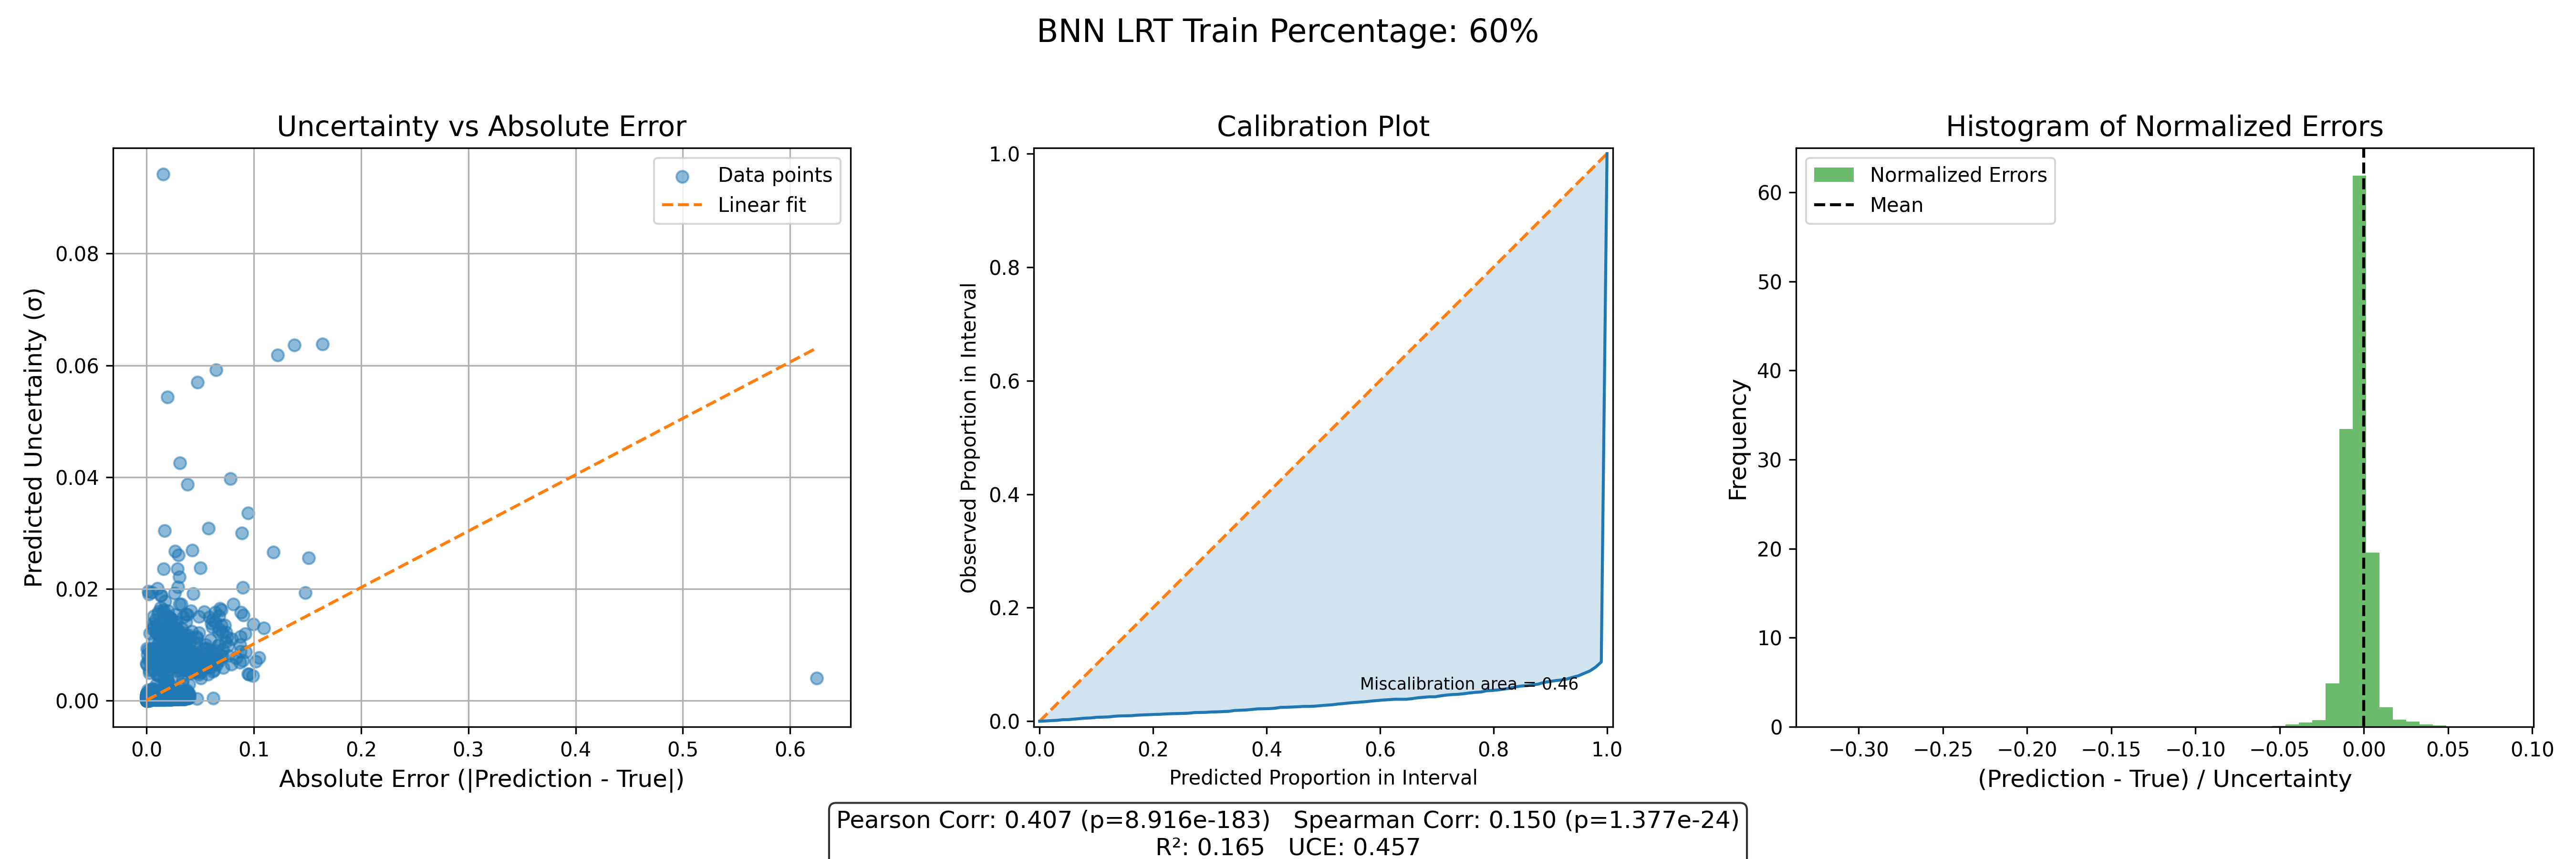 BNN LRT Train Percentage: 60%
Uncertainty vs Absolute Error
Data points
Linear fit
Predicted Uncertainty (σ)
0.08
0.06
0.04
0.02
0.00
0.0 0.1 0.2 0.3 0.4 0.5 0.6
Absolute Error (|Prediction - True|)
Calibration Plot
Observed Proportion in Interval
1.0
0.8
0.6
0.4
0.2
0.0
Miscalibration area = 0.46
0.0 0.2 0.4 0.6 0.8 1.0
Predicted Proportion in Interval
Histogram of Normalized Errors
Normalized Errors
Mean
Frequency
60
50
40
30
20
10
0
−0.30 −0.25 −0.20 −0.15 −0.10 −0.05 0.00 0.05 0.10
(Prediction - True) / Uncertainty
Pearson Corr: 0.407 (p=8.916e-183) Spearman Corr: 0.150 (p=1.377e-24)
R²: 0.165 UCE: 0.457